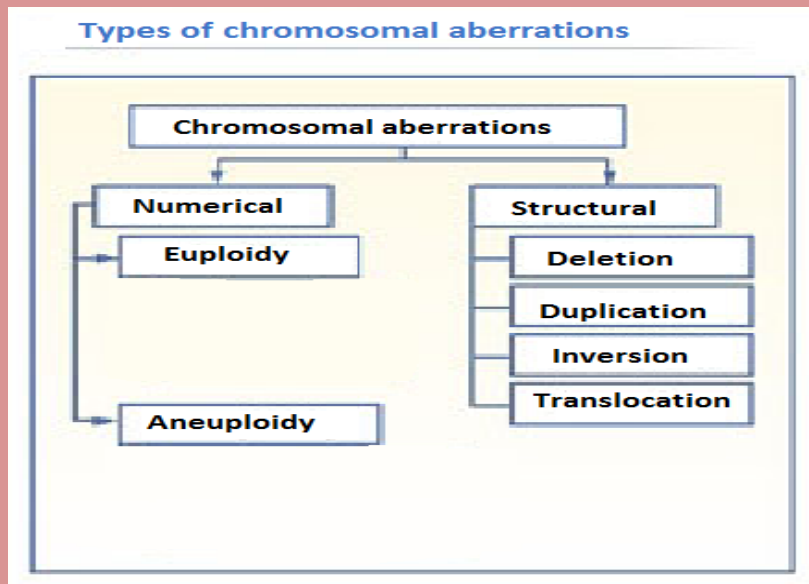 Types of chromosomal aberrations
Chromosomal aberrations
Numerical
Euploidy
Aneuploidy
Structural
Deletion
Duplication
Inversion
Translocation